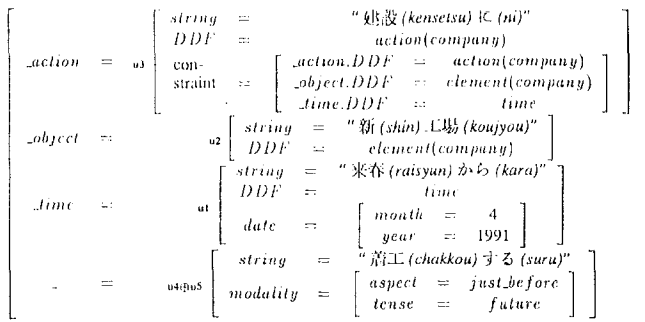 string = "建設 (kensetsu) に (ni)"
DDF = action(company)
_action = u3
con-
straint = _action.DDF = action(company)
_object.DDF = element(company)
_time.DDF = time
_object = u2 string = "新 (shin) 工場 (koujyou)"
DDF = element(company)
_time = u1 string = "来春 (raisyun) から (kara)"
DDF = time
date = month = 4
year = 1991
_ = string = "着工 (chakkou) する (suru)"
modality = aspect = just_before
tense = future